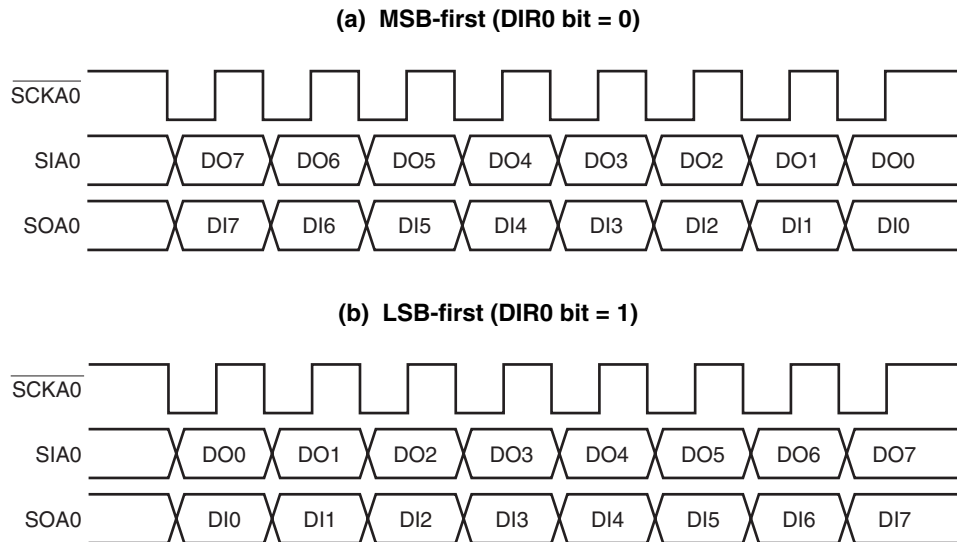 (a) MSB-first (DIR0 bit = 0)
SCKA0
SIA0 DO7 DO6 DO5 DO4 DO3 DO2 DO1 DO0
SOA0 DI7 DI6 DI5 DI4 DI3 DI2 DI1 DI0
(b) LSB-first (DIR0 bit = 1)
SCKA0
SIA0 DO0 DO1 DO2 DO3 DO4 DO5 DO6 DO7
SOA0 DI0 DI1 DI2 DI3 DI4 DI5 DI6 DI7